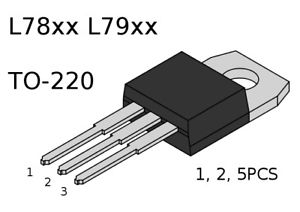 L78xx L79xx
TO-220
1
2
3
1, 2, 5PCS